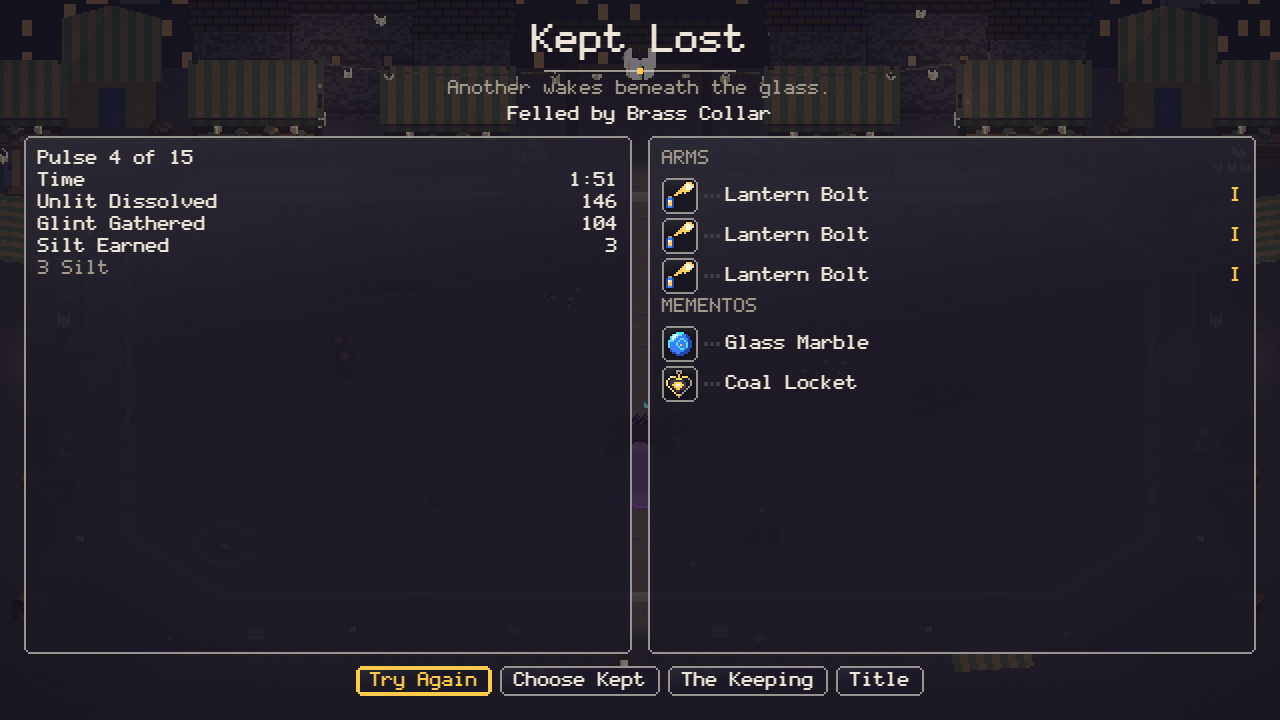 Kept Lost
Another wakes beneath the glass.
Felled by Brass Collar
Pulse 4 of 15
Time 1:51
Unlit Dissolved 146
Glint Gathered 104
Silt Earned 3
3 Silt
ARMS
Lantern Bolt I
Lantern Bolt I
Lantern Bolt I
MEMENTOS
Glass Marble
Coal Locket
Try Again Choose Kept The Keeping Title